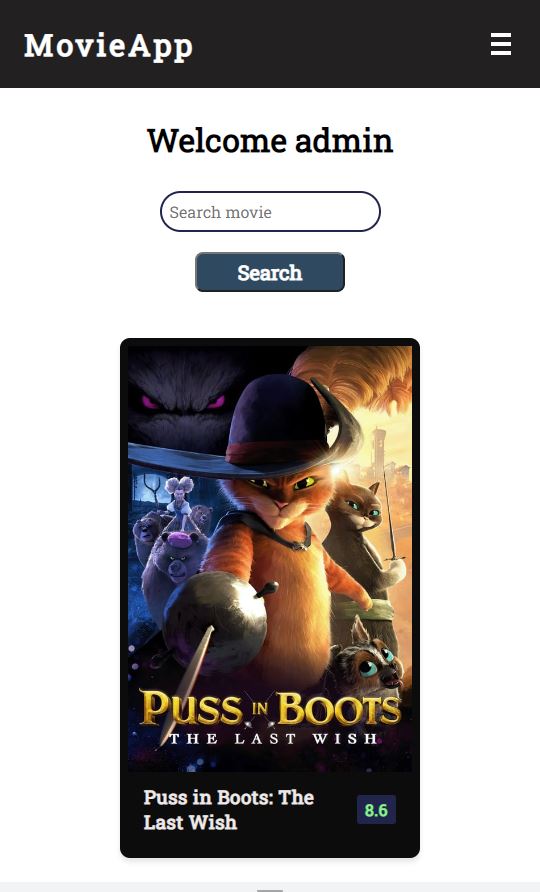 MovieApp
Welcome admin
Search movie
Search
PUSS IN BOOTS
THE LAST WISH
Puss in Boots: The
Last Wish
8.6